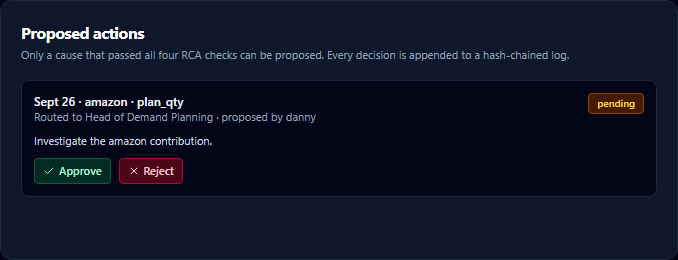 Proposed actions
Only a cause that passed all four RCA checks can be proposed. Every decision is appended to a hash-chained log.
Sept 26 · amazon · plan_qty
pending
Routed to Head of Demand Planning · proposed by danny
Investigate the amazon contribution.
Approve
Reject